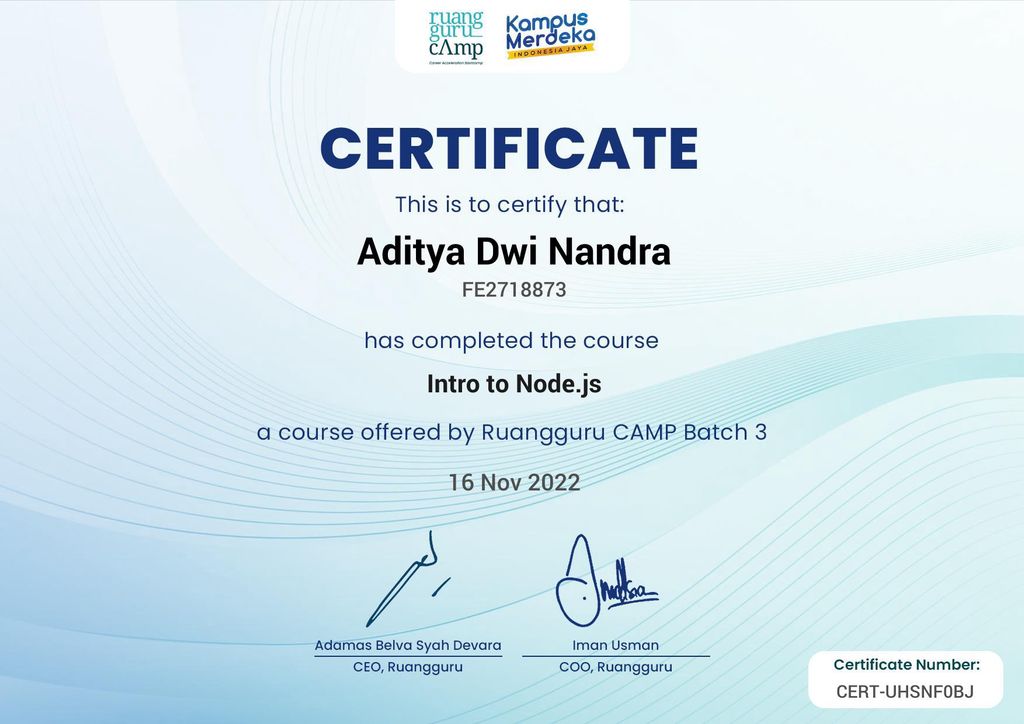 ruang
guru
cAmp
Career Acceleration Bootcamp
Kampus
Merdeka
INDONESIA JAYA
CERTIFICATE
This is to certify that:
Aditya Dwi Nandra
FE2718873
has completed the course
Intro to Node.js
a course offered by Ruangguru CAMP Batch 3
16 Nov 2022
Adamas Belva Syah Devara
CEO, Ruangguru
Iman Usman
COO, Ruangguru
Certificate Number:
CERT-UHSNF0BJ